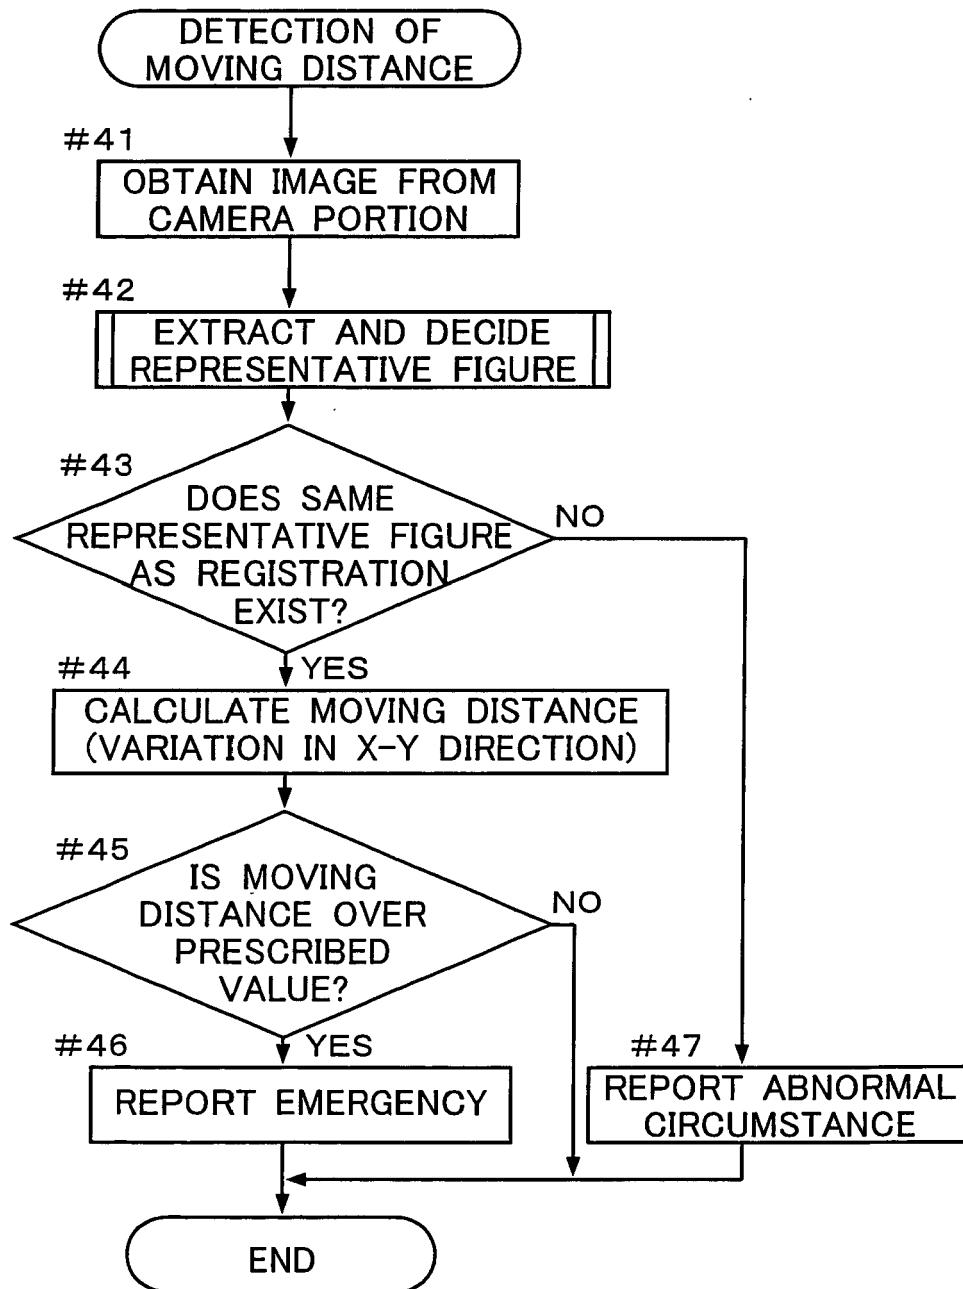 DETECTION OF
MOVING DISTANCE
#41
OBTAIN IMAGE FROM
CAMERA PORTION
#42
EXTRACT AND DECIDE
REPRESENTATIVE FIGURE
#43
DOES SAME
REPRESENTATIVE FIGURE
AS REGISTRATION
EXIST?
NO
YES
#44
CALCULATE MOVING DISTANCE
(VARIATION IN X-Y DIRECTION)
#45
IS MOVING
DISTANCE OVER
PRESCRIBED
VALUE?
NO
YES
#46
REPORT EMERGENCY
#47
REPORT ABNORMAL
CIRCUMSTANCE
END